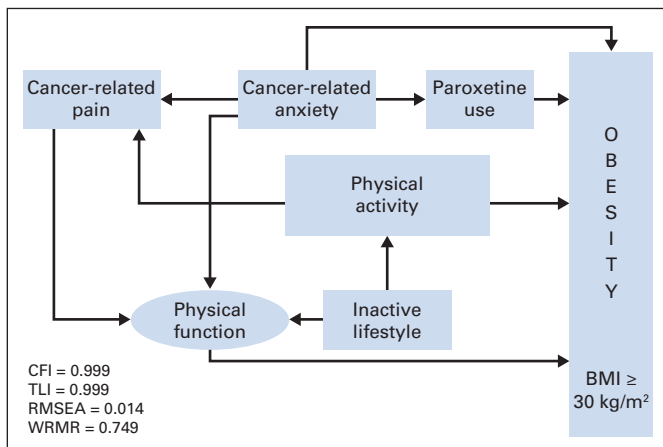 Cancer-related
pain
Cancer-related
anxiety
Paroxetine
use
O
B
E
S
I
T
Y
Physical
activity
Physical
function
Inactive
lifestyle
BMI ≥
30 kg/m²
CFI = 0.999
TLI = 0.999
RMSEA = 0.014
WRMR = 0.749